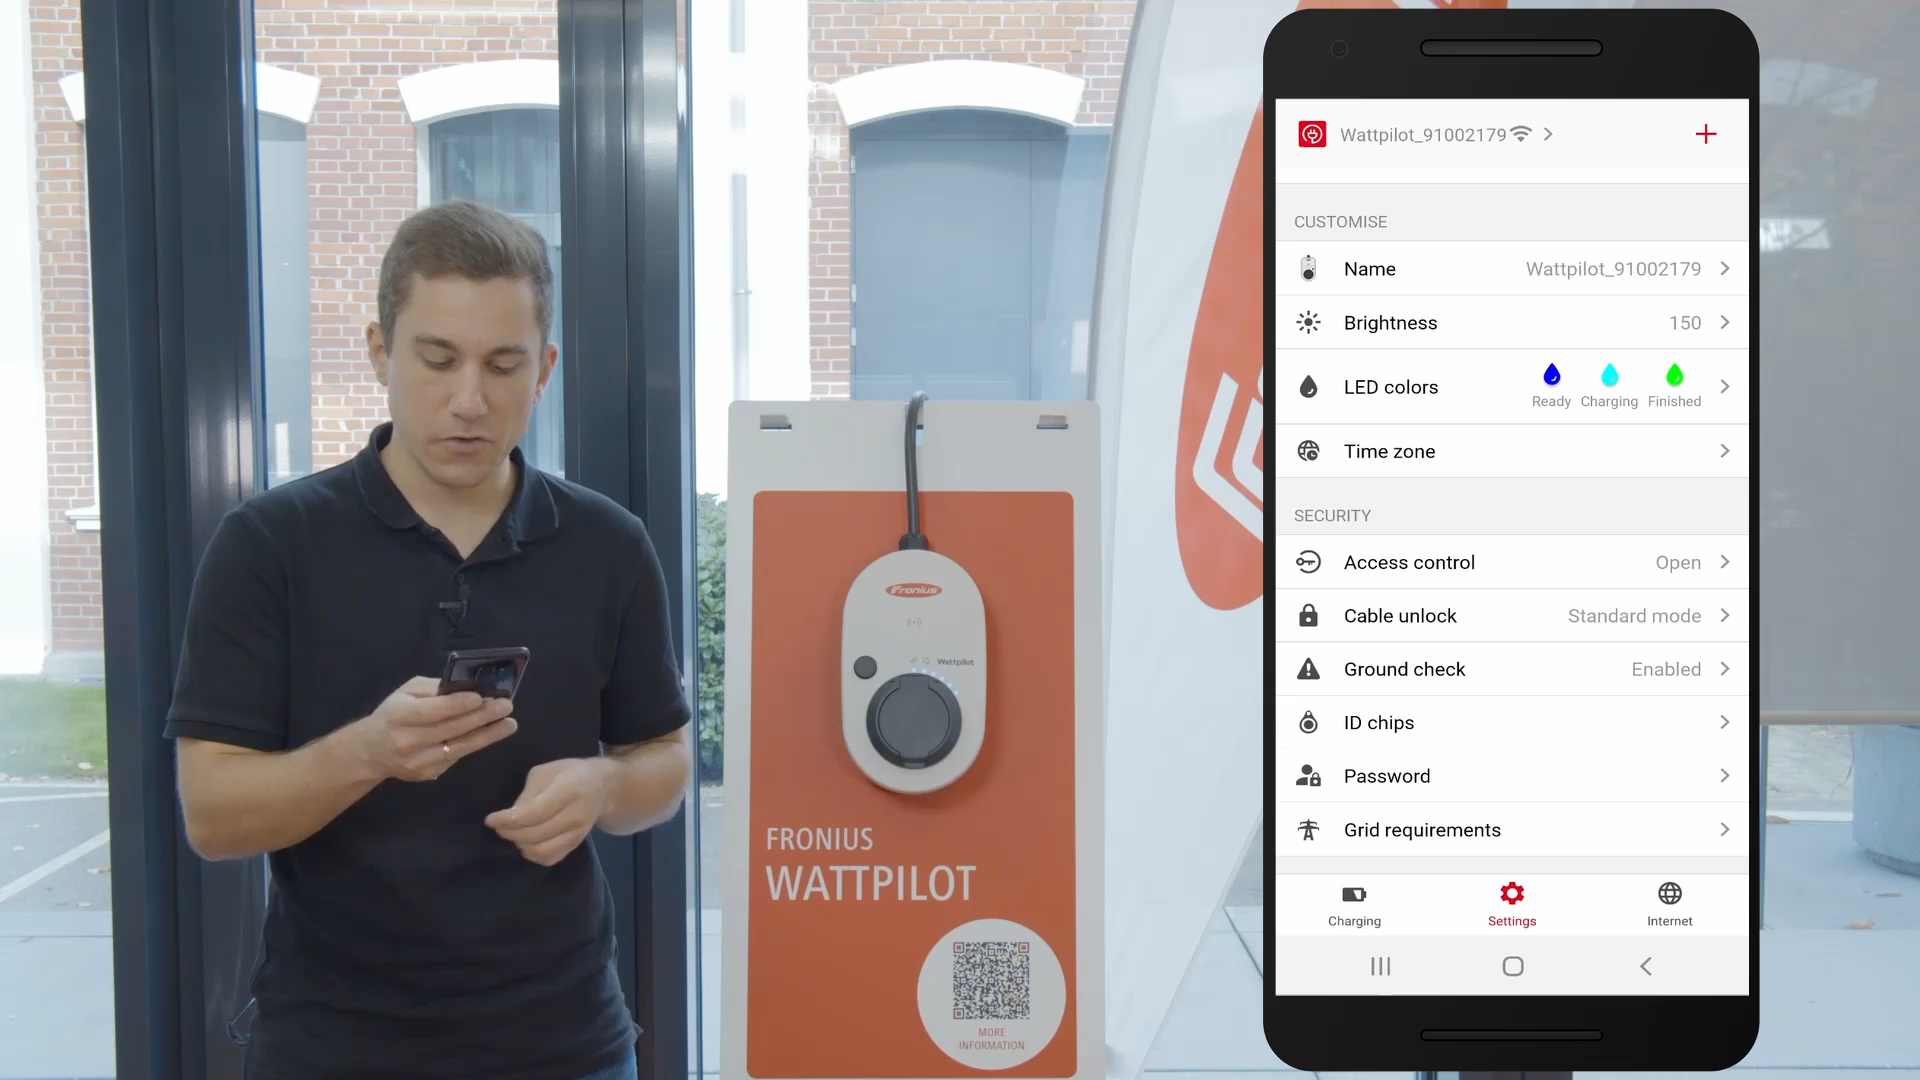 Fronius
Wattpilot
FRONIUS
WATTPILOT
MORE
INFORMATION
Wattpilot_91002179
CUSTOMISE
Name Wattpilot_91002179
Brightness 150
LED colors Ready Charging Finished
Time zone
SECURITY
Access control Open
Cable unlock Standard mode
Ground check Enabled
ID chips
Password
Grid requirements
Charging Settings Internet